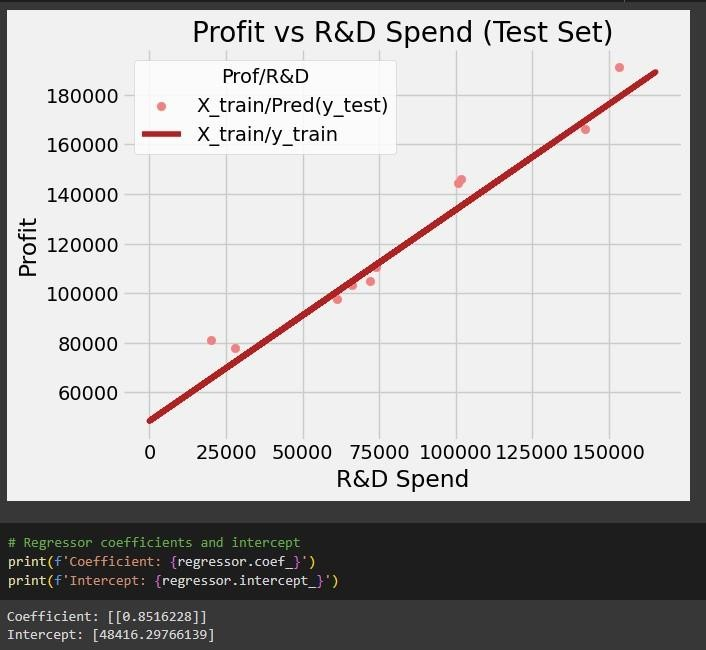 Profit vs R&D Spend (Test Set)
Prof/R&D
X_train/Pred(y_test)
X_train/y_train
Profit
180000
160000
140000
120000
100000
80000
60000
0 25000 50000 75000 100000 125000 150000
R&D Spend
# Regressor coefficients and intercept
print(f'Coefficient: {regressor.coef_}')
print(f'Intercept: {regressor.intercept_}')
Coefficient: [[0.8516228]]
Intercept: [48416.29766139]